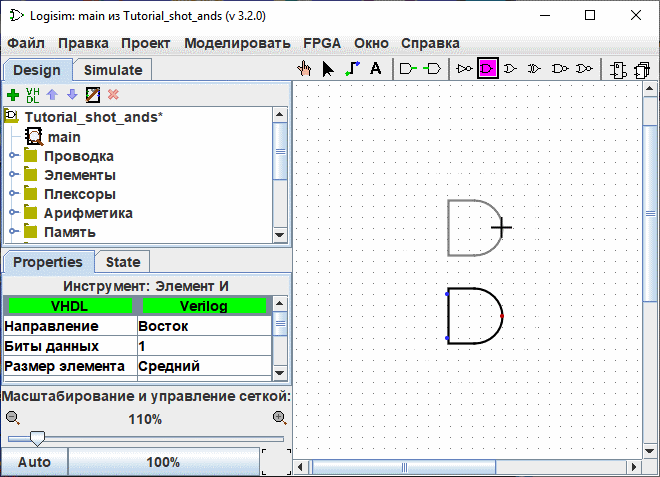 Logisim: main из Tutorial_shot_ands (v 3.2.0)
Файл Правка Проект Моделировать FPGA Окно Справка
Design Simulate
A
VH
DL
Tutorial_shot_ands*
main
Проводка
Элементы
Плексоры
Арифметика
Память
Properties State
Инструмент: Элемент И
VHDL Verilog
Направление Восток
Биты данных 1
Размер элемента Средний
Масштабирование и управление сеткой:
110%
Auto 100%